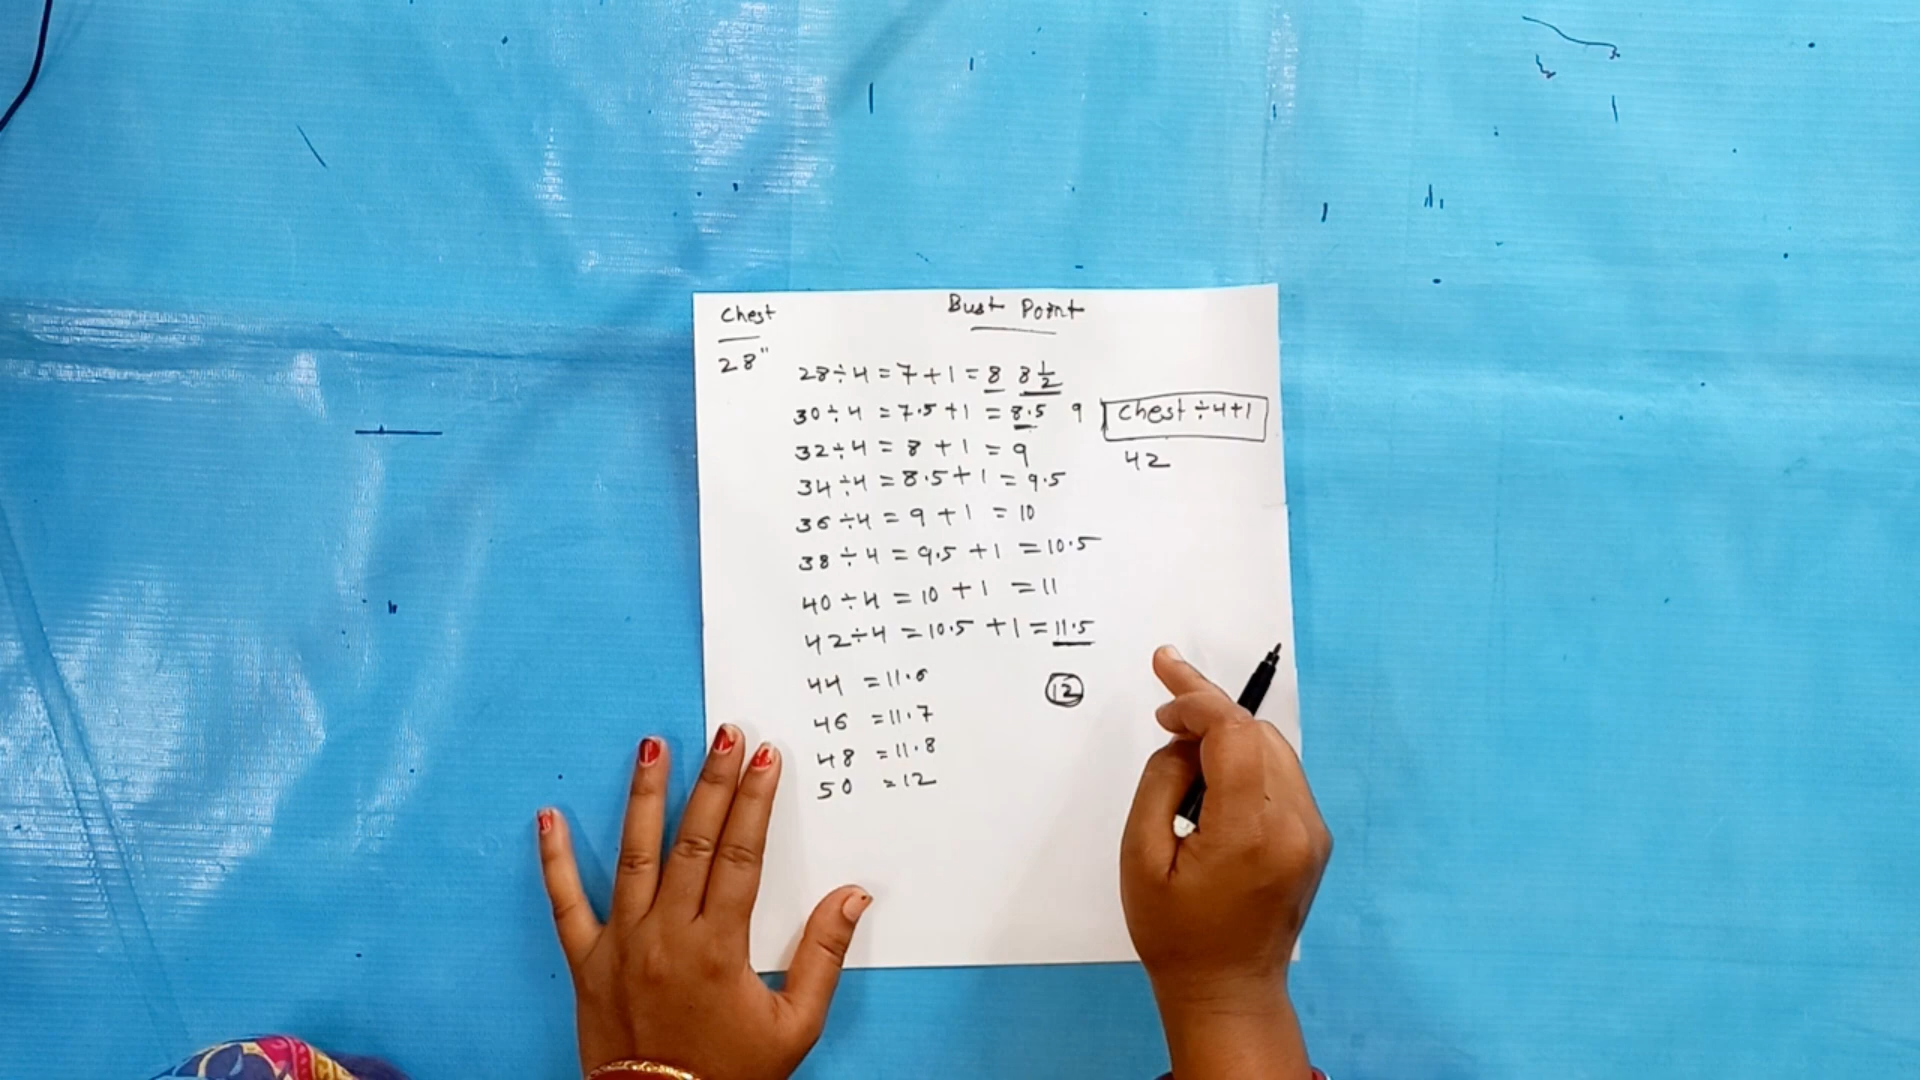 Chest
Bust Point
28"
28÷4 = 7+1 = 8 8 1/2
30÷4 = 7.5+1 = 8.5 9
Chest÷4+1
32÷4 = 8+1 = 9
42
34÷4 = 8.5+1 = 9.5
36÷4 = 9+1 = 10
38÷4 = 9.5+1 = 10.5
40÷4 = 10+1 = 11
42÷4 = 10.5+1 = 11.5
44 = 11.6
12
46 = 11.7
48 = 11.8
50 = 12